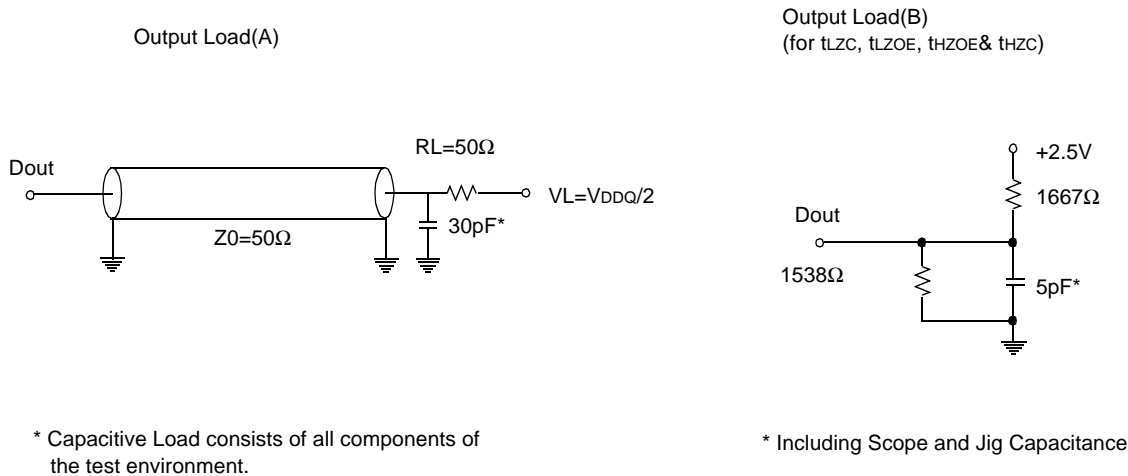 Output Load(A)
Dout
Z0=50Ω
RL=50Ω
30pF*
VL=VDDQ/2
* Capacitive Load consists of all components of
the test environment.
Output Load(B)
(for tLZC, tLZOE, tHZOE& tHZC)
+2.5V
1667Ω
Dout
1538Ω
5pF*
* Including Scope and Jig Capacitance